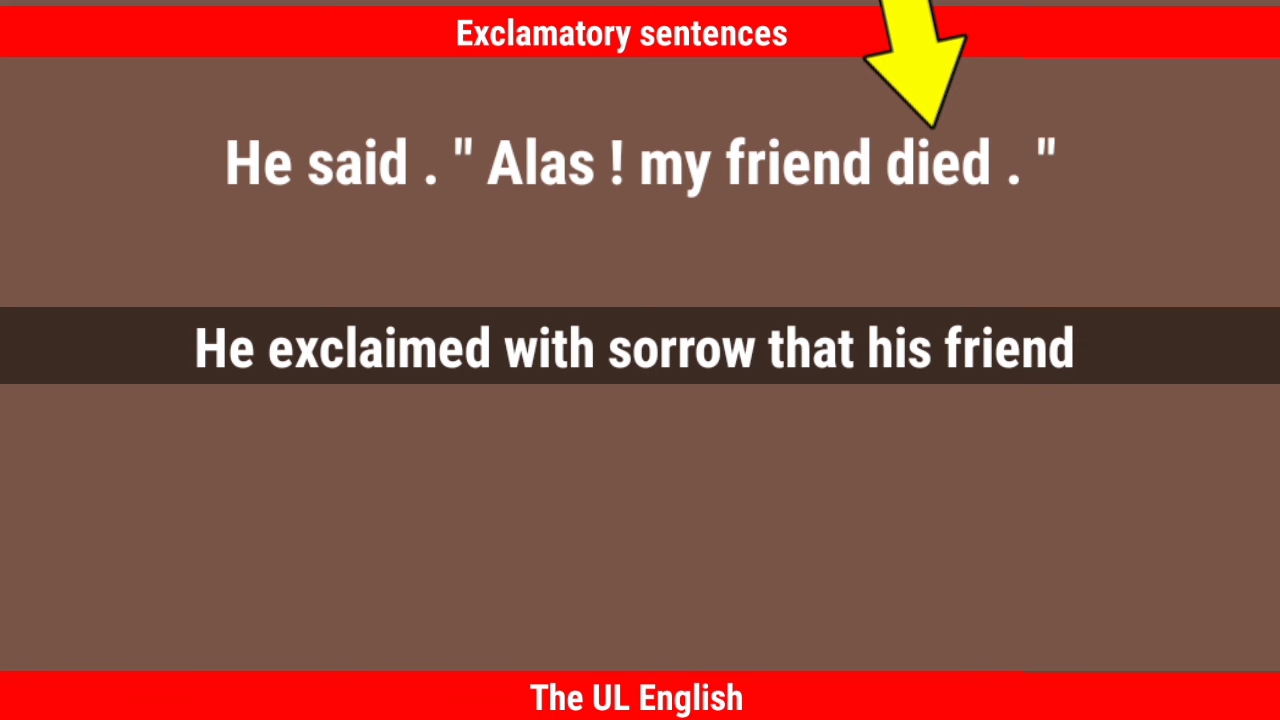 Exclamatory sentences
He said . " Alas ! my friend died . "
He exclaimed with sorrow that his friend
The UL English